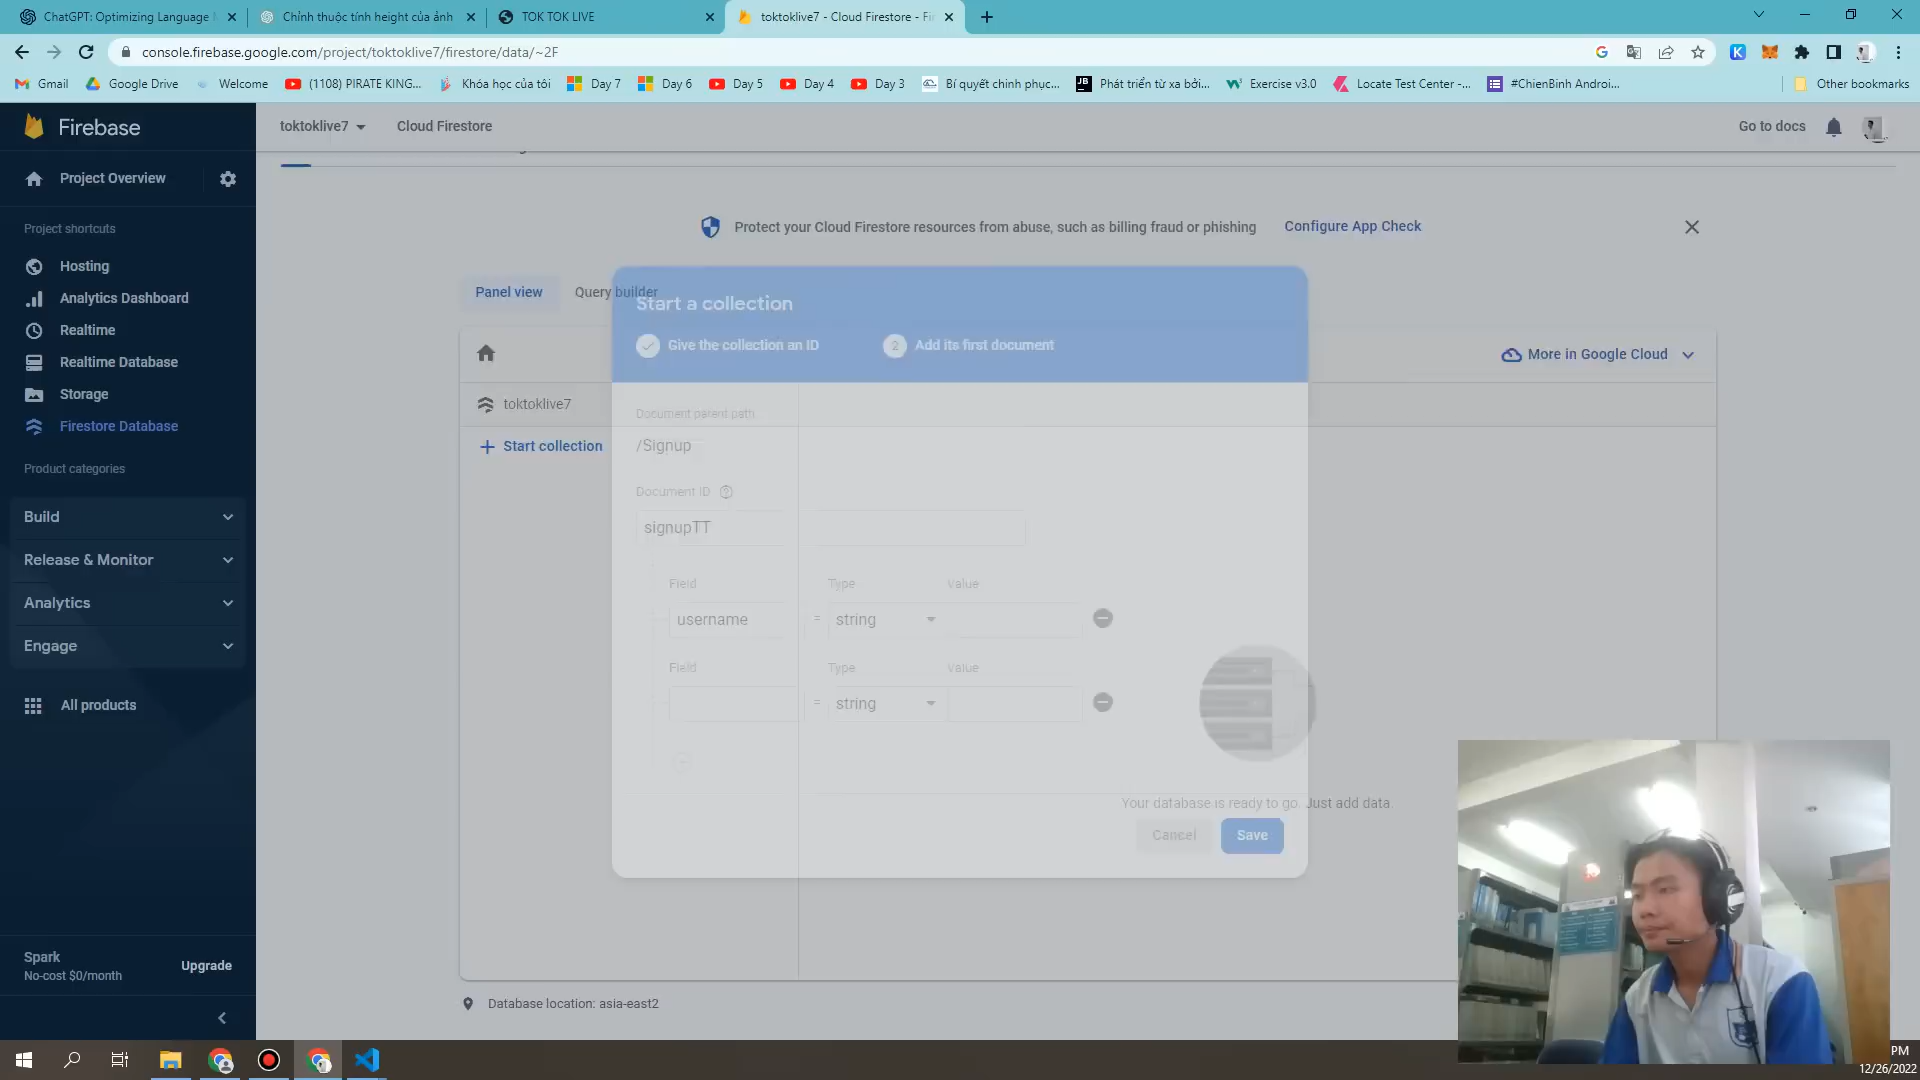 ChatGPT: Optimizing Language
Chỉnh thuộc tính height của ảnh
TOK TOK LIVE
toktoklive7 - Cloud Firestore - Fir
console.firebase.google.com/project/toktoklive7/firestore/data/~2F
Gmail
Google Drive
Welcome
(1108) PIRATE KING...
Khóa học của tôi
Day 7
Day 6
Day 5
Day 4
Day 3
Bí quyết chinh phục...
Phát triển từ xa bởi...
Exercise v3.0
Locate Test Center -...
#ChienBinh Androi...
Other bookmarks
Firebase
toktoklive7
Cloud Firestore
Go to docs
Project Overview
Project shortcuts
Hosting
Analytics Dashboard
Realtime
Realtime Database
Storage
Firestore Database
Product categories
Build
Release & Monitor
Analytics
Engage
All products
Spark
No-cost $0/month
Upgrade
Protect your Cloud Firestore resources from abuse, such as billing fraud or phishing
Configure App Check
Panel view
Query builder
More in Google Cloud
toktoklive7
Start collection
Start a collection
Give the collection an ID
2 Add its first document
Document parent path
/Signup
Document ID
signupTT
Field Type Value
username = string
Field Type Value
= string
Your database is ready to go. Just add data.
Cancel
Save
Database location: asia-east2
PM
12/26/2022